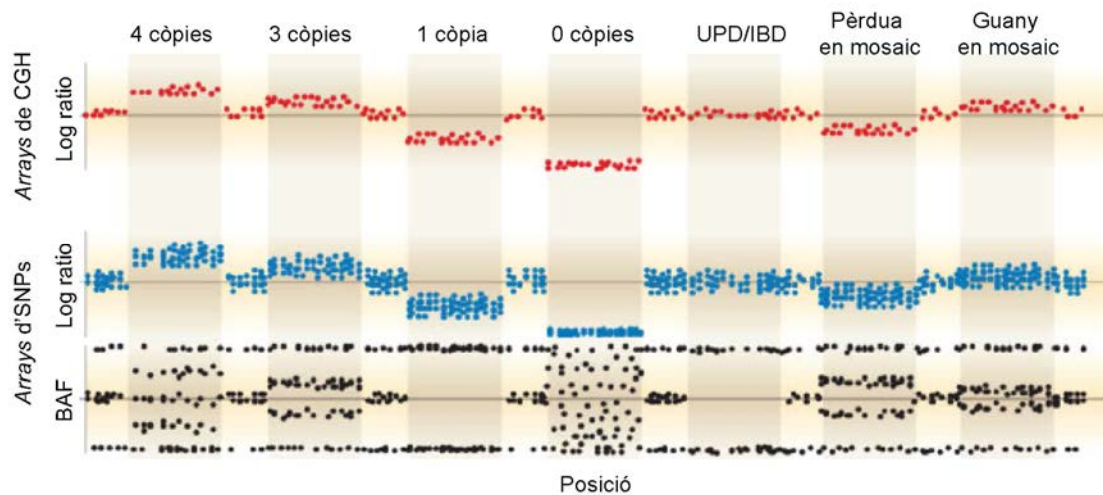 4 còpies
3 còpies
1 còpia
0 còpies
UPD/IBD
Pèrdua
en mosaic
Guany
en mosaic
Arrays de CGH
Log ratio
Arrays d'SNPs
Log ratio
BAF
Posició